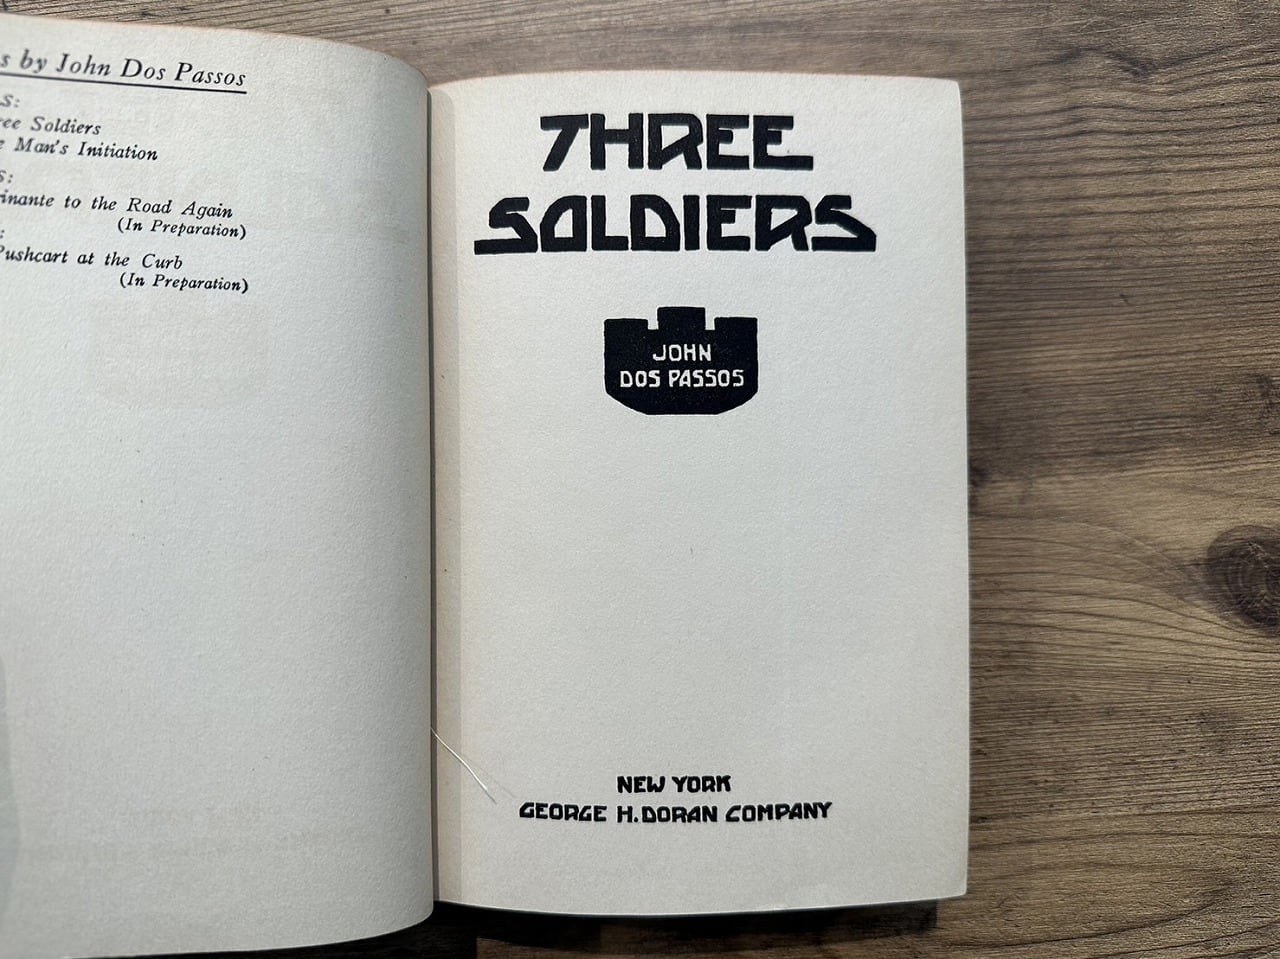 s by John Dos Passos
S:
ree Soldiers
e Man's Initiation
S:
inante to the Road Again
(In Preparation)
:
Pushcart at the Curb
(In Preparation)
THREE
SOLDIERS
JOHN
DOS PASSOS
NEW YORK
GEORGE H. DORAN COMPANY